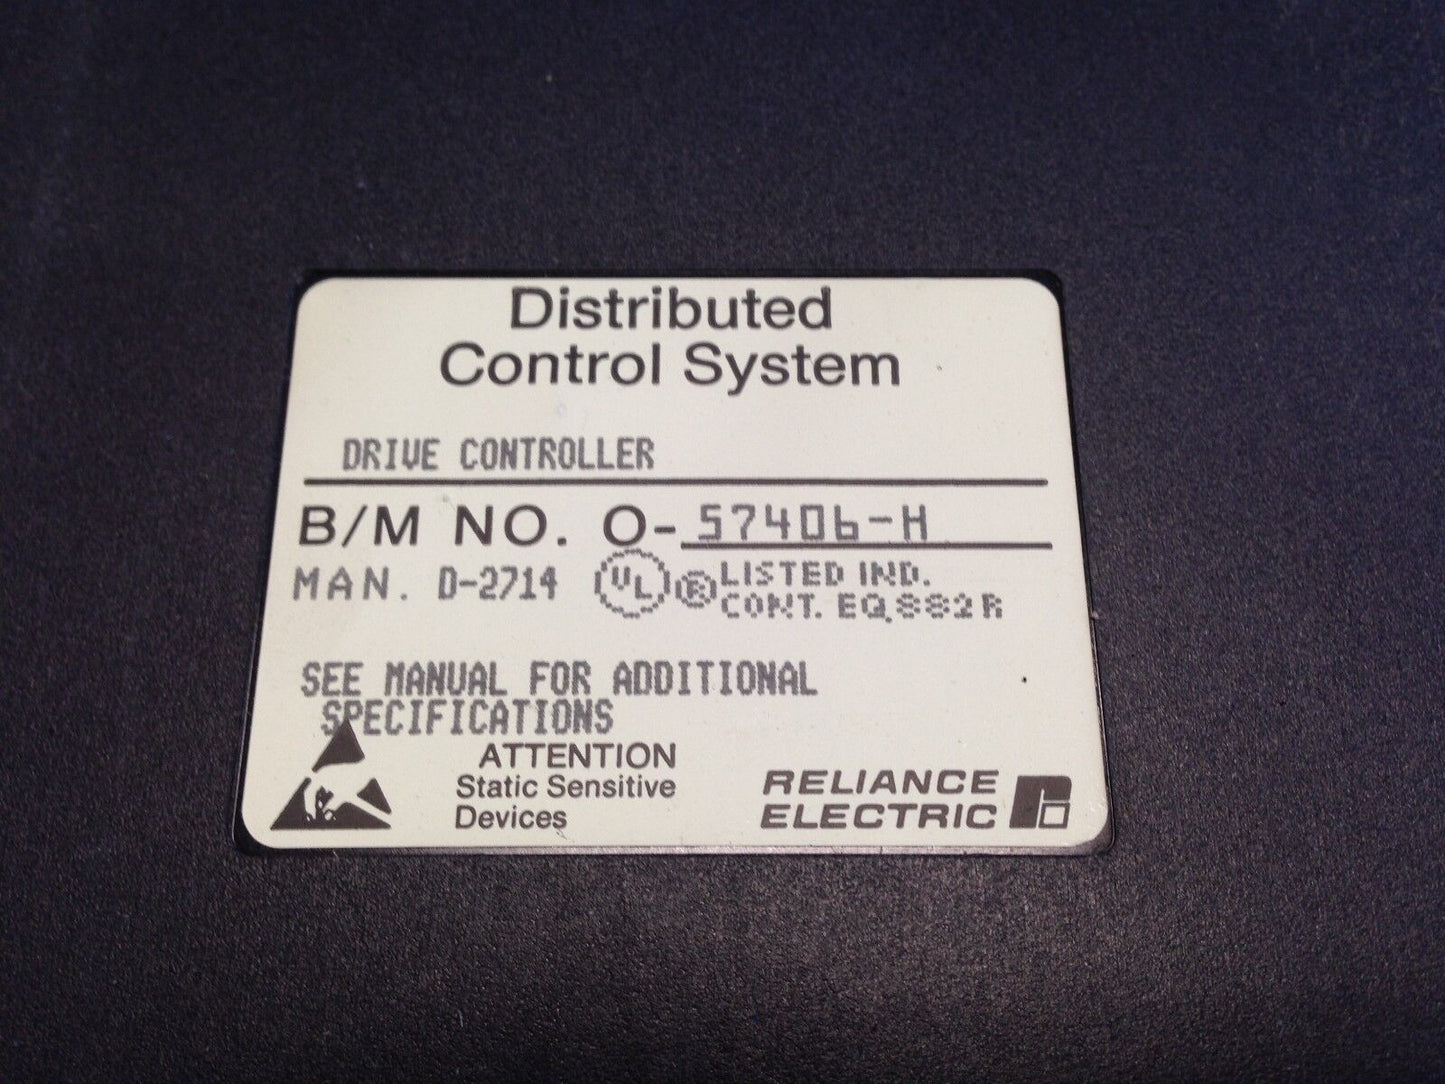 Distributed
Control System
DRIVE CONTROLLER
B/M NO. O-57406-H
MAN. D-2714 UL ® LISTED IND.
CONT. EQ. 882R
SEE MANUAL FOR ADDITIONAL
SPECIFICATIONS
ATTENTION
Static Sensitive
Devices
RELIANCE
ELECTRIC